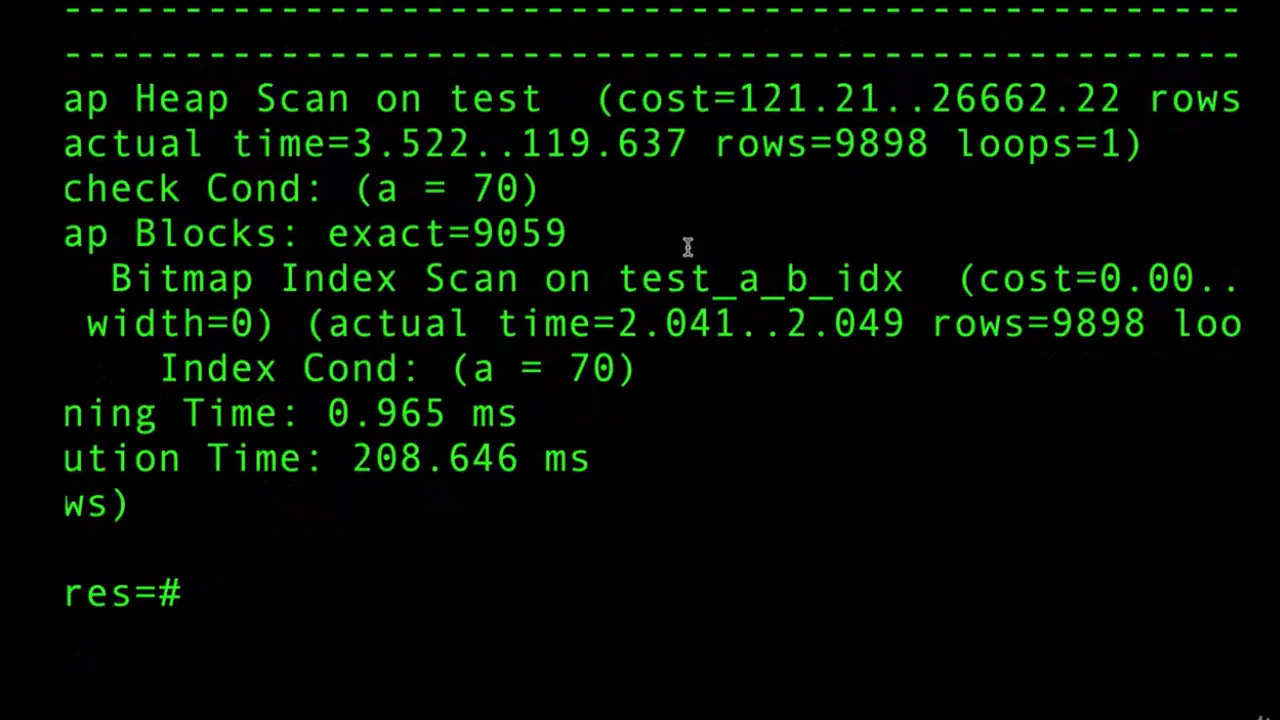 -------------------------------------------------
-------------------------------------------------
ap Heap Scan on test  (cost=121.21..26662.22 rows
actual time=3.522..119.637 rows=9898 loops=1)
check Cond: (a = 70)
ap Blocks: exact=9059
  Bitmap Index Scan on test_a_b_idx  (cost=0.00..
 width=0) (actual time=2.041..2.049 rows=9898 loo
    Index Cond: (a = 70)
ning Time: 0.965 ms
ution Time: 208.646 ms
ws)
res=#